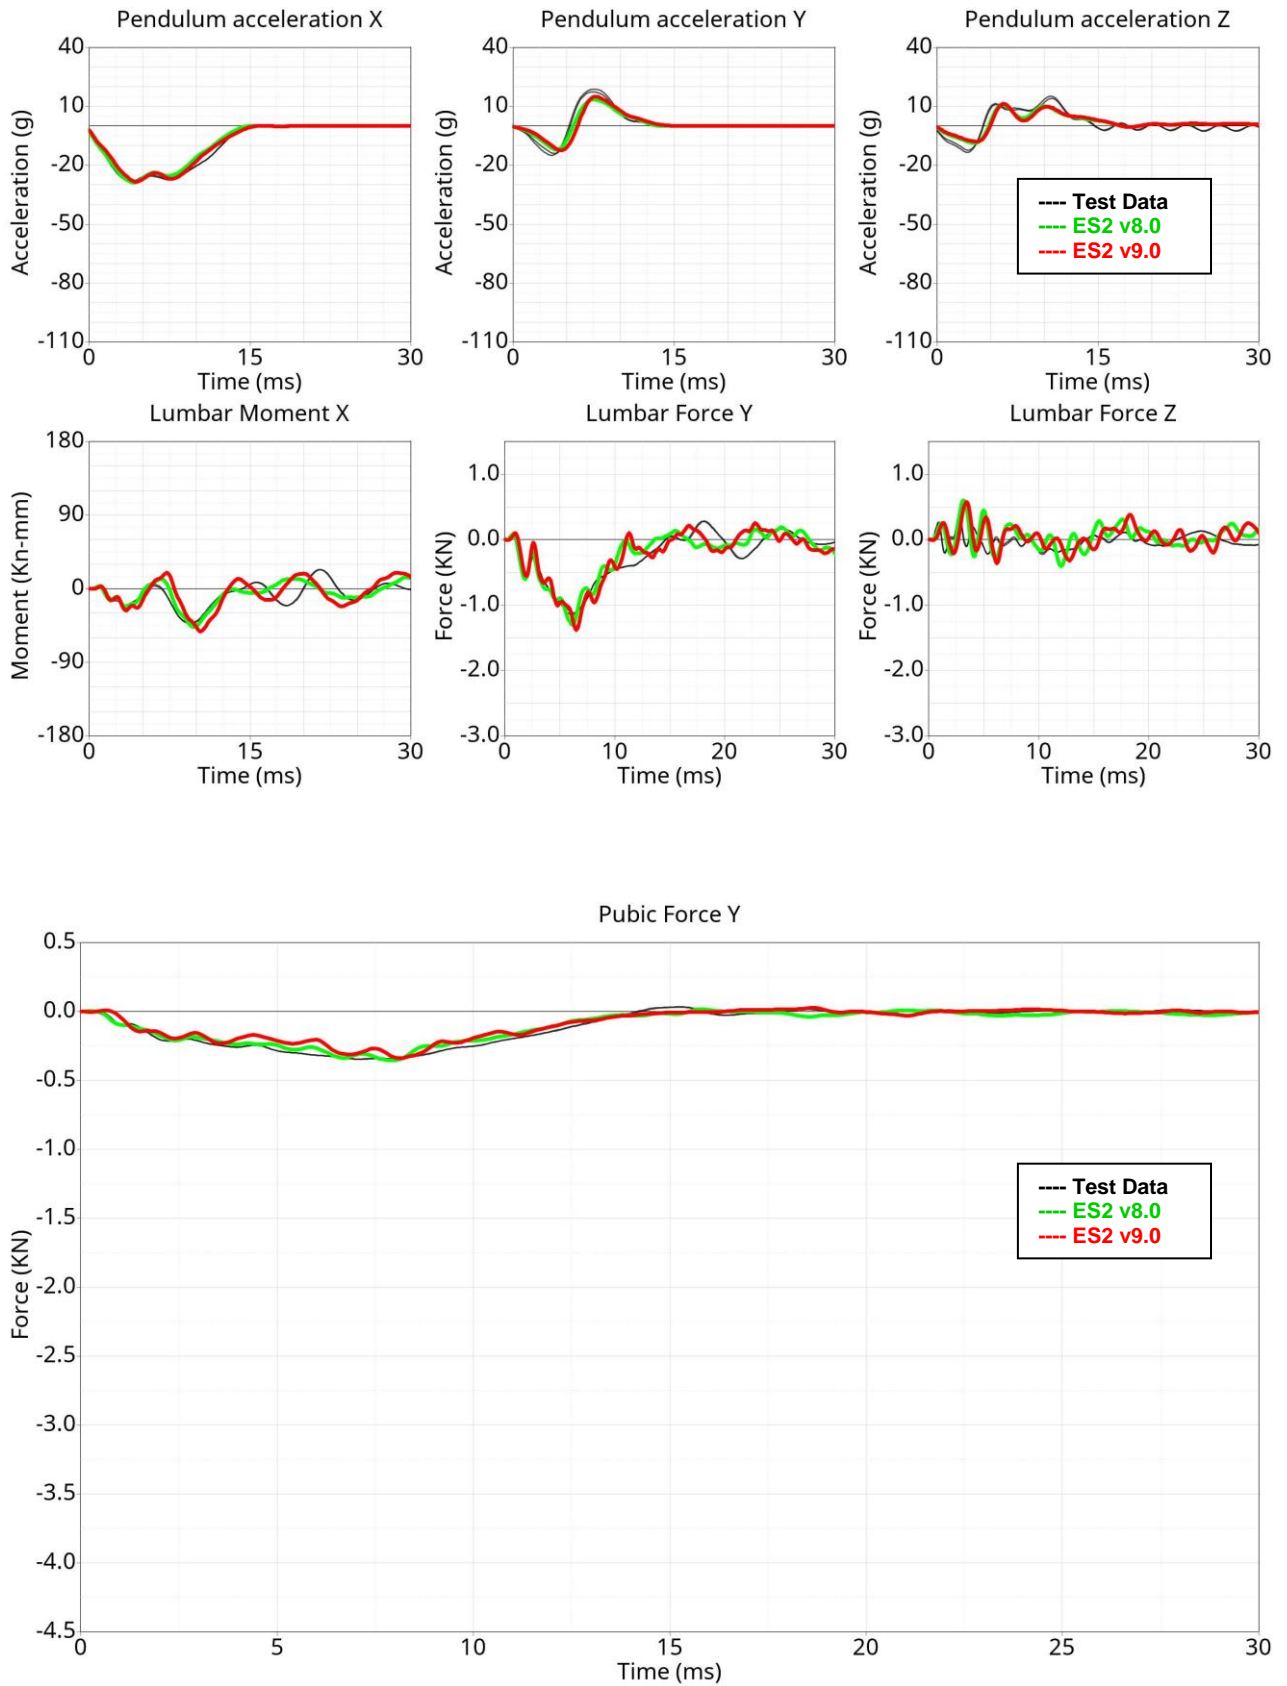 Pendulum acceleration X
40
10
-20
-50
-80
-110
Acceleration (g)
0 15 30
Time (ms)
Pendulum acceleration Y
40
10
-20
-50
-80
-110
Acceleration (g)
0 15 30
Time (ms)
Pendulum acceleration Z
40
10
-20
-50
-80
-110
Acceleration (g)
---- Test Data
---- ES2 v8.0
---- ES2 v9.0
0 15 30
Time (ms)
Lumbar Moment X
180
90
0
-90
-180
Moment (Kn-mm)
0 15 30
Time (ms)
Lumbar Force Y
1.0
0.0
-1.0
-2.0
-3.0
Force (KN)
0 10 20 30
Time (ms)
Lumbar Force Z
1.0
0.0
-1.0
-2.0
-3.0
Force (KN)
0 10 20 30
Time (ms)
Pubic Force Y
0.5
0.0
-0.5
-1.0
-1.5
-2.0
-2.5
-3.0
-3.5
-4.0
-4.5
Force (KN)
---- Test Data
---- ES2 v8.0
---- ES2 v9.0
0 5 10 15 20 25 30
Time (ms)